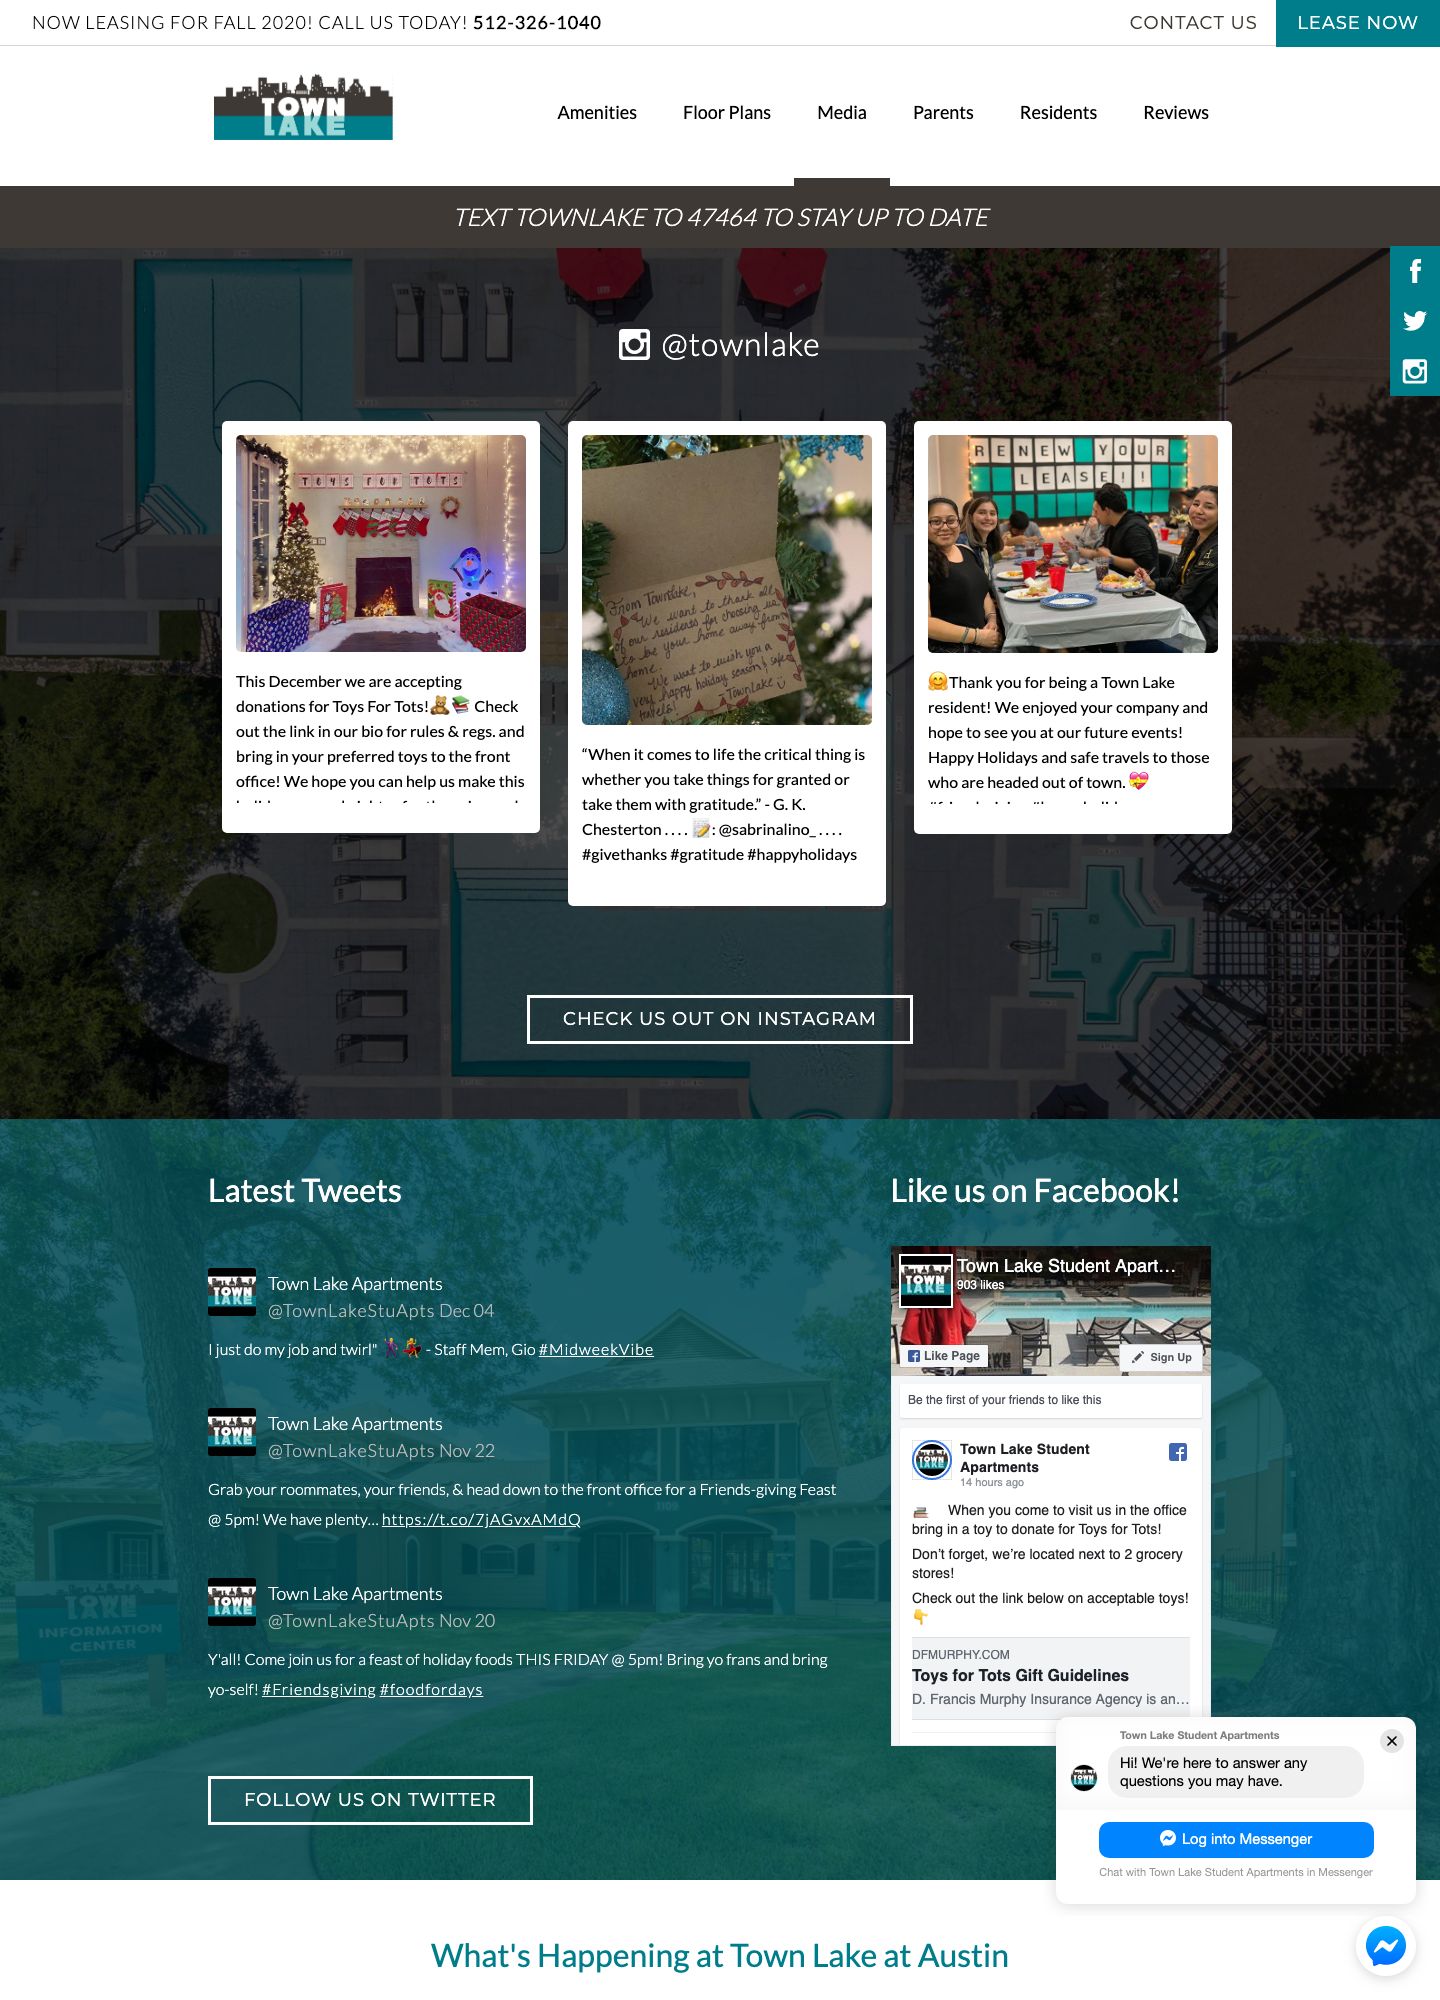 NOW LEASING FOR FALL 2020! CALL US TODAY! 512-326-1040
CONTACT US
LEASE NOW
TOWN
LAKE
Amenities
Floor Plans
Media
Parents
Residents
Reviews
TEXT TOWNLAKE TO 47464 TO STAY UP TO DATE
@townlake
TOYS FOR TOTS
This December we are accepting
donations for Toys For Tots!🧸📚 Check
out the link in our bio for rules & regs. and
bring in your preferred toys to the front
office! We hope you can help us make this
From TownLake,
We want to thank all
of our residents for choosing us
to be your home away from
home. We want to wish you a
very happy holiday season & safe
travels! -TownLake
“When it comes to life the critical thing is
whether you take things for granted or
take them with gratitude.” - G. K.
Chesterton . . . . 📝: @sabrinalino_ . . . .
#givethanks #gratitude #happyholidays
RENEW YOUR
LEASE!!
🤗Thank you for being a Town Lake
resident! We enjoyed your company and
hope to see you at our future events!
Happy Holidays and safe travels to those
who are headed out of town. 💝
CHECK US OUT ON INSTAGRAM
Latest Tweets
TOWN
LAKE
Town Lake Apartments
@TownLakeStuApts Dec 04
I just do my job and twirl" 🕺💃 - Staff Mem, Gio #MidweekVibe
TOWN
LAKE
Town Lake Apartments
@TownLakeStuApts Nov 22
Grab your roommates, your friends, & head down to the front office for a Friends-giving Feast
@ 5pm! We have plenty… https://t.co/7jAGvxAMdQ
TOWN
LAKE
Town Lake Apartments
@TownLakeStuApts Nov 20
Y'all! Come join us for a feast of holiday foods THIS FRIDAY @ 5pm! Bring yo frans and bring
yo-self! #Friendsgiving #foodfordays
1109
TOWN
LAKE
INFORMATION
CENTER
FOLLOW US ON TWITTER
Like us on Facebook!
TOWN
LAKE
Town Lake Student Apart...
903 likes
Like Page
Sign Up
Be the first of your friends to like this
TOWN
LAKE
Town Lake Student
Apartments
14 hours ago
📚 When you come to visit us in the office
bring in a toy to donate for Toys for Tots!
Don’t forget, we’re located next to 2 grocery
stores!
Check out the link below on acceptable toys!
👇
DFMURPHY.COM
Toys for Tots Gift Guidelines
D. Francis Murphy Insurance Agency is an...
Town Lake Student Apartments
TOWN
LAKE
Hi! We're here to answer any
questions you may have.
Log into Messenger
Chat with Town Lake Student Apartments in Messenger
What's Happening at Town Lake at Austin